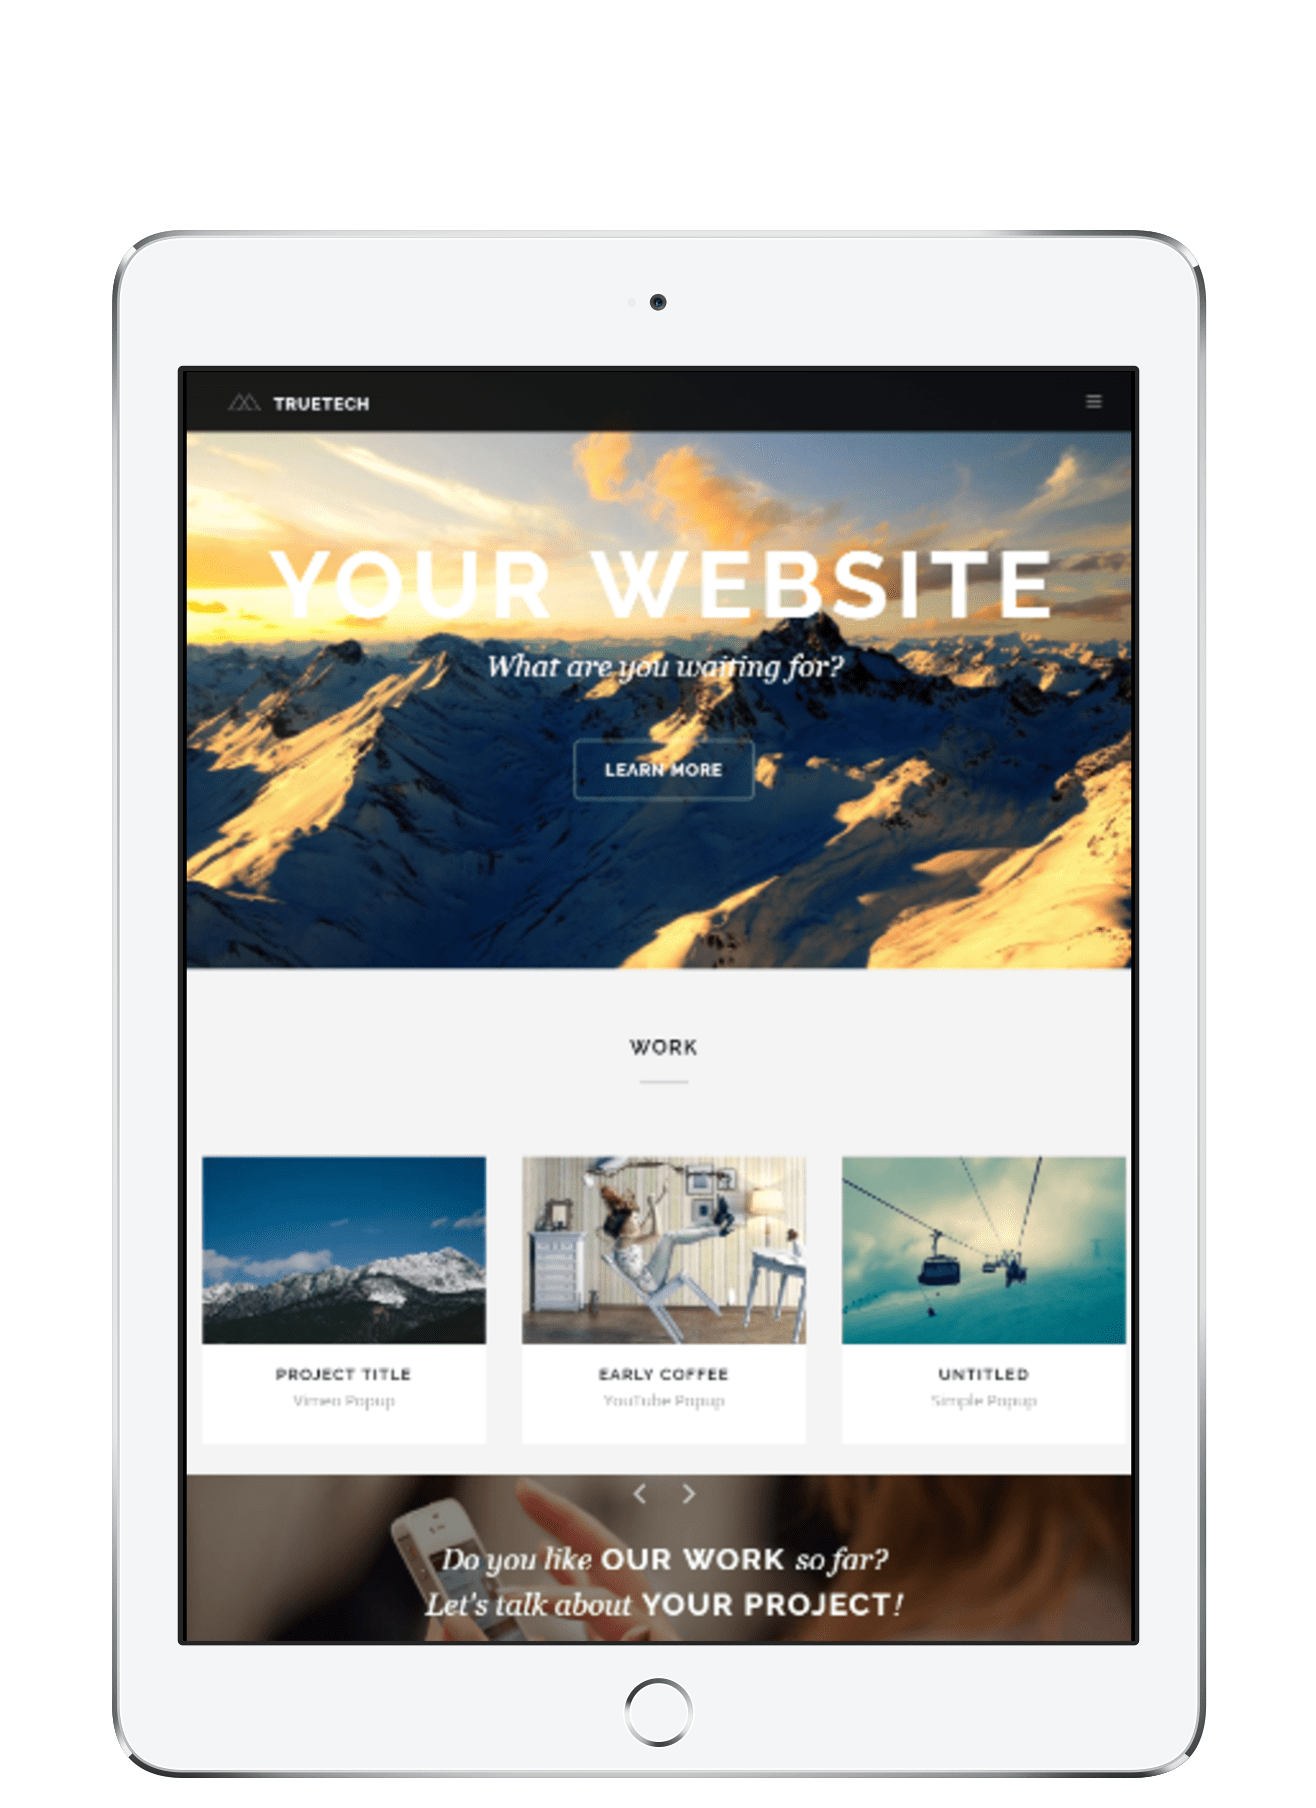 TRUETECH
YOUR WEBSITE
What are you waiting for?
LEARN MORE
WORK
PROJECT TITLE
Vimeo Popup
EARLY COFFEE
YouTube Popup
UNTITLED
Simple Popup
Do you like OUR WORK so far?
Let's talk about YOUR PROJECT!